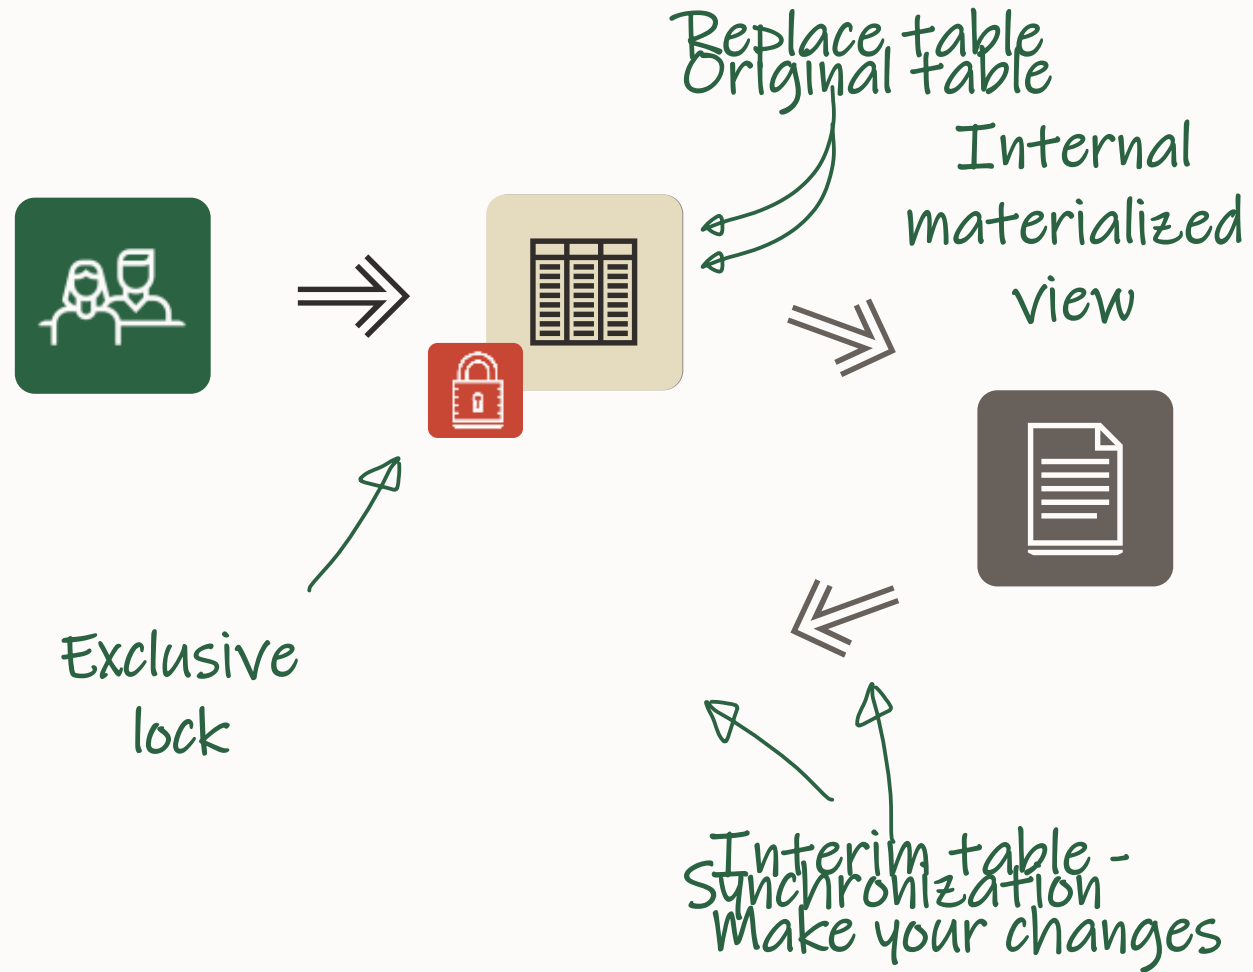 Replace table
Original table
Internal
materialized
view
Exclusive
lock
Interim table -
Synchronization
Make your changes